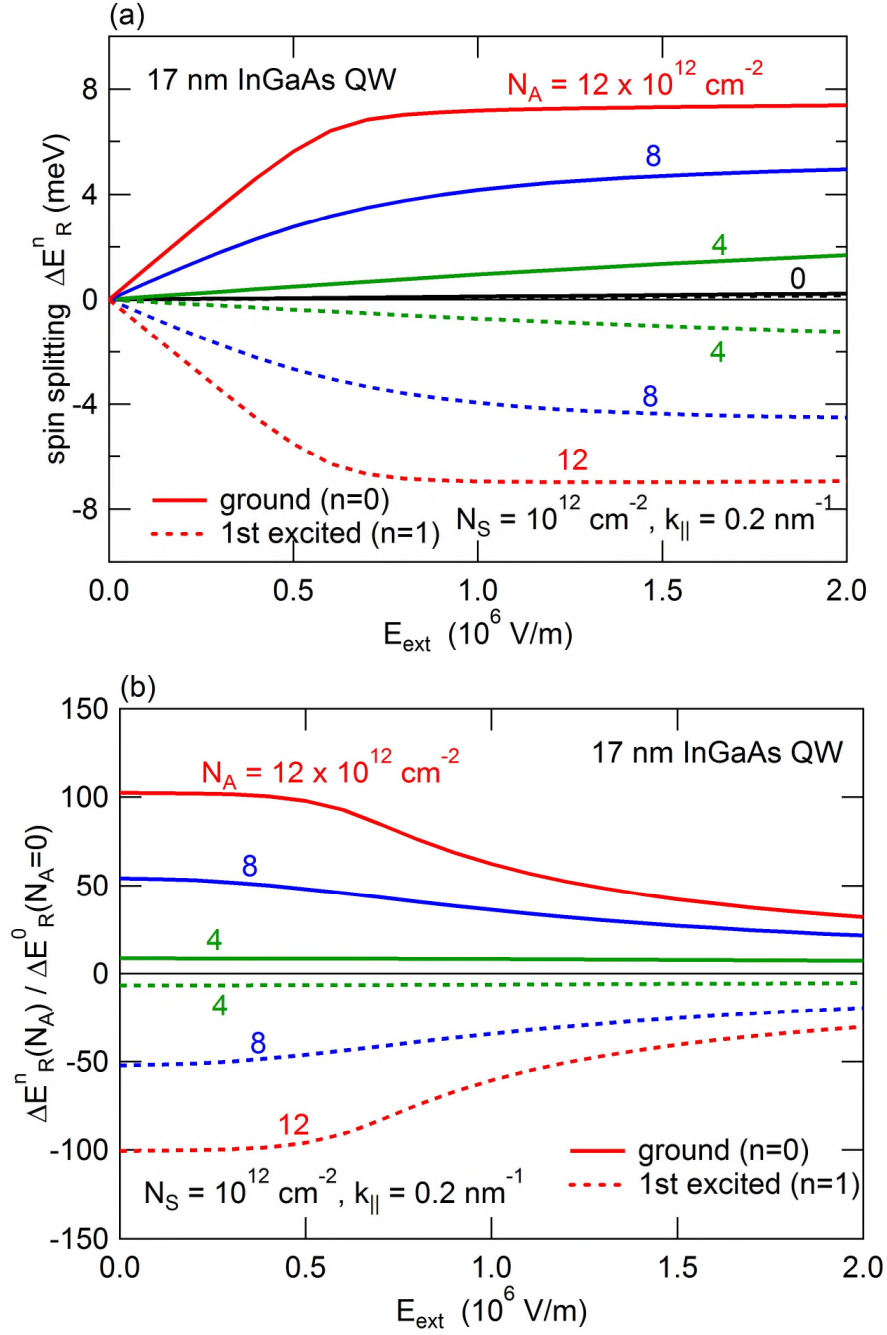 (a)
17 nm InGaAs QW
N_A = 12 x 10^12 cm^-2
8
4
0
4
8
12
ground (n=0)
1st excited (n=1)
N_S = 10^12 cm^-2, k_|| = 0.2 nm^-1
8
4
0
-4
-8
spin splitting ΔE^n_R (meV)
0.0 0.5 1.0 1.5 2.0
E_ext (10^6 V/m)
(b)
17 nm InGaAs QW
N_A = 12 x 10^12 cm^-2
8
4
4
8
12
ground (n=0)
1st excited (n=1)
N_S = 10^12 cm^-2, k_|| = 0.2 nm^-1
150
100
50
0
-50
-100
-150
ΔE^n_R(N_A) / ΔE^0_R(N_A=0)
0.0 0.5 1.0 1.5 2.0
E_ext (10^6 V/m)